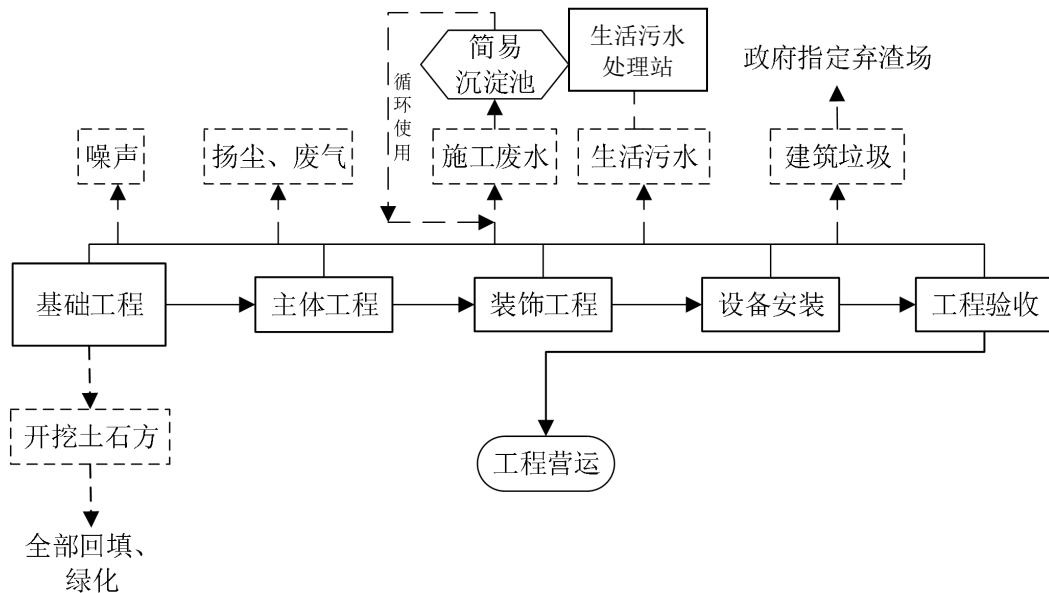 简易
沉淀池
生活污水
处理站
政府指定弃渣场
循环使用
噪声
扬尘、废气
施工废水
生活污水
建筑垃圾
基础工程
主体工程
装饰工程
设备安装
工程验收
开挖土石方
工程营运
全部回填、
绿化